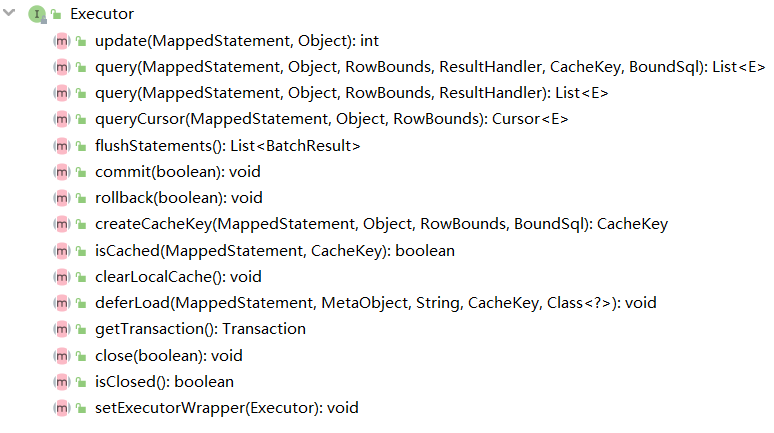 Executor
update(MappedStatement, Object): int
query(MappedStatement, Object, RowBounds, ResultHandler, CacheKey, BoundSql): List<E>
query(MappedStatement, Object, RowBounds, ResultHandler): List<E>
queryCursor(MappedStatement, Object, RowBounds): Cursor<E>
flushStatements(): List<BatchResult>
commit(boolean): void
rollback(boolean): void
createCacheKey(MappedStatement, Object, RowBounds, BoundSql): CacheKey
isCached(MappedStatement, CacheKey): boolean
clearLocalCache(): void
deferLoad(MappedStatement, MetaObject, String, CacheKey, Class<?>): void
getTransaction(): Transaction
close(boolean): void
isClosed(): boolean
setExecutorWrapper(Executor): void